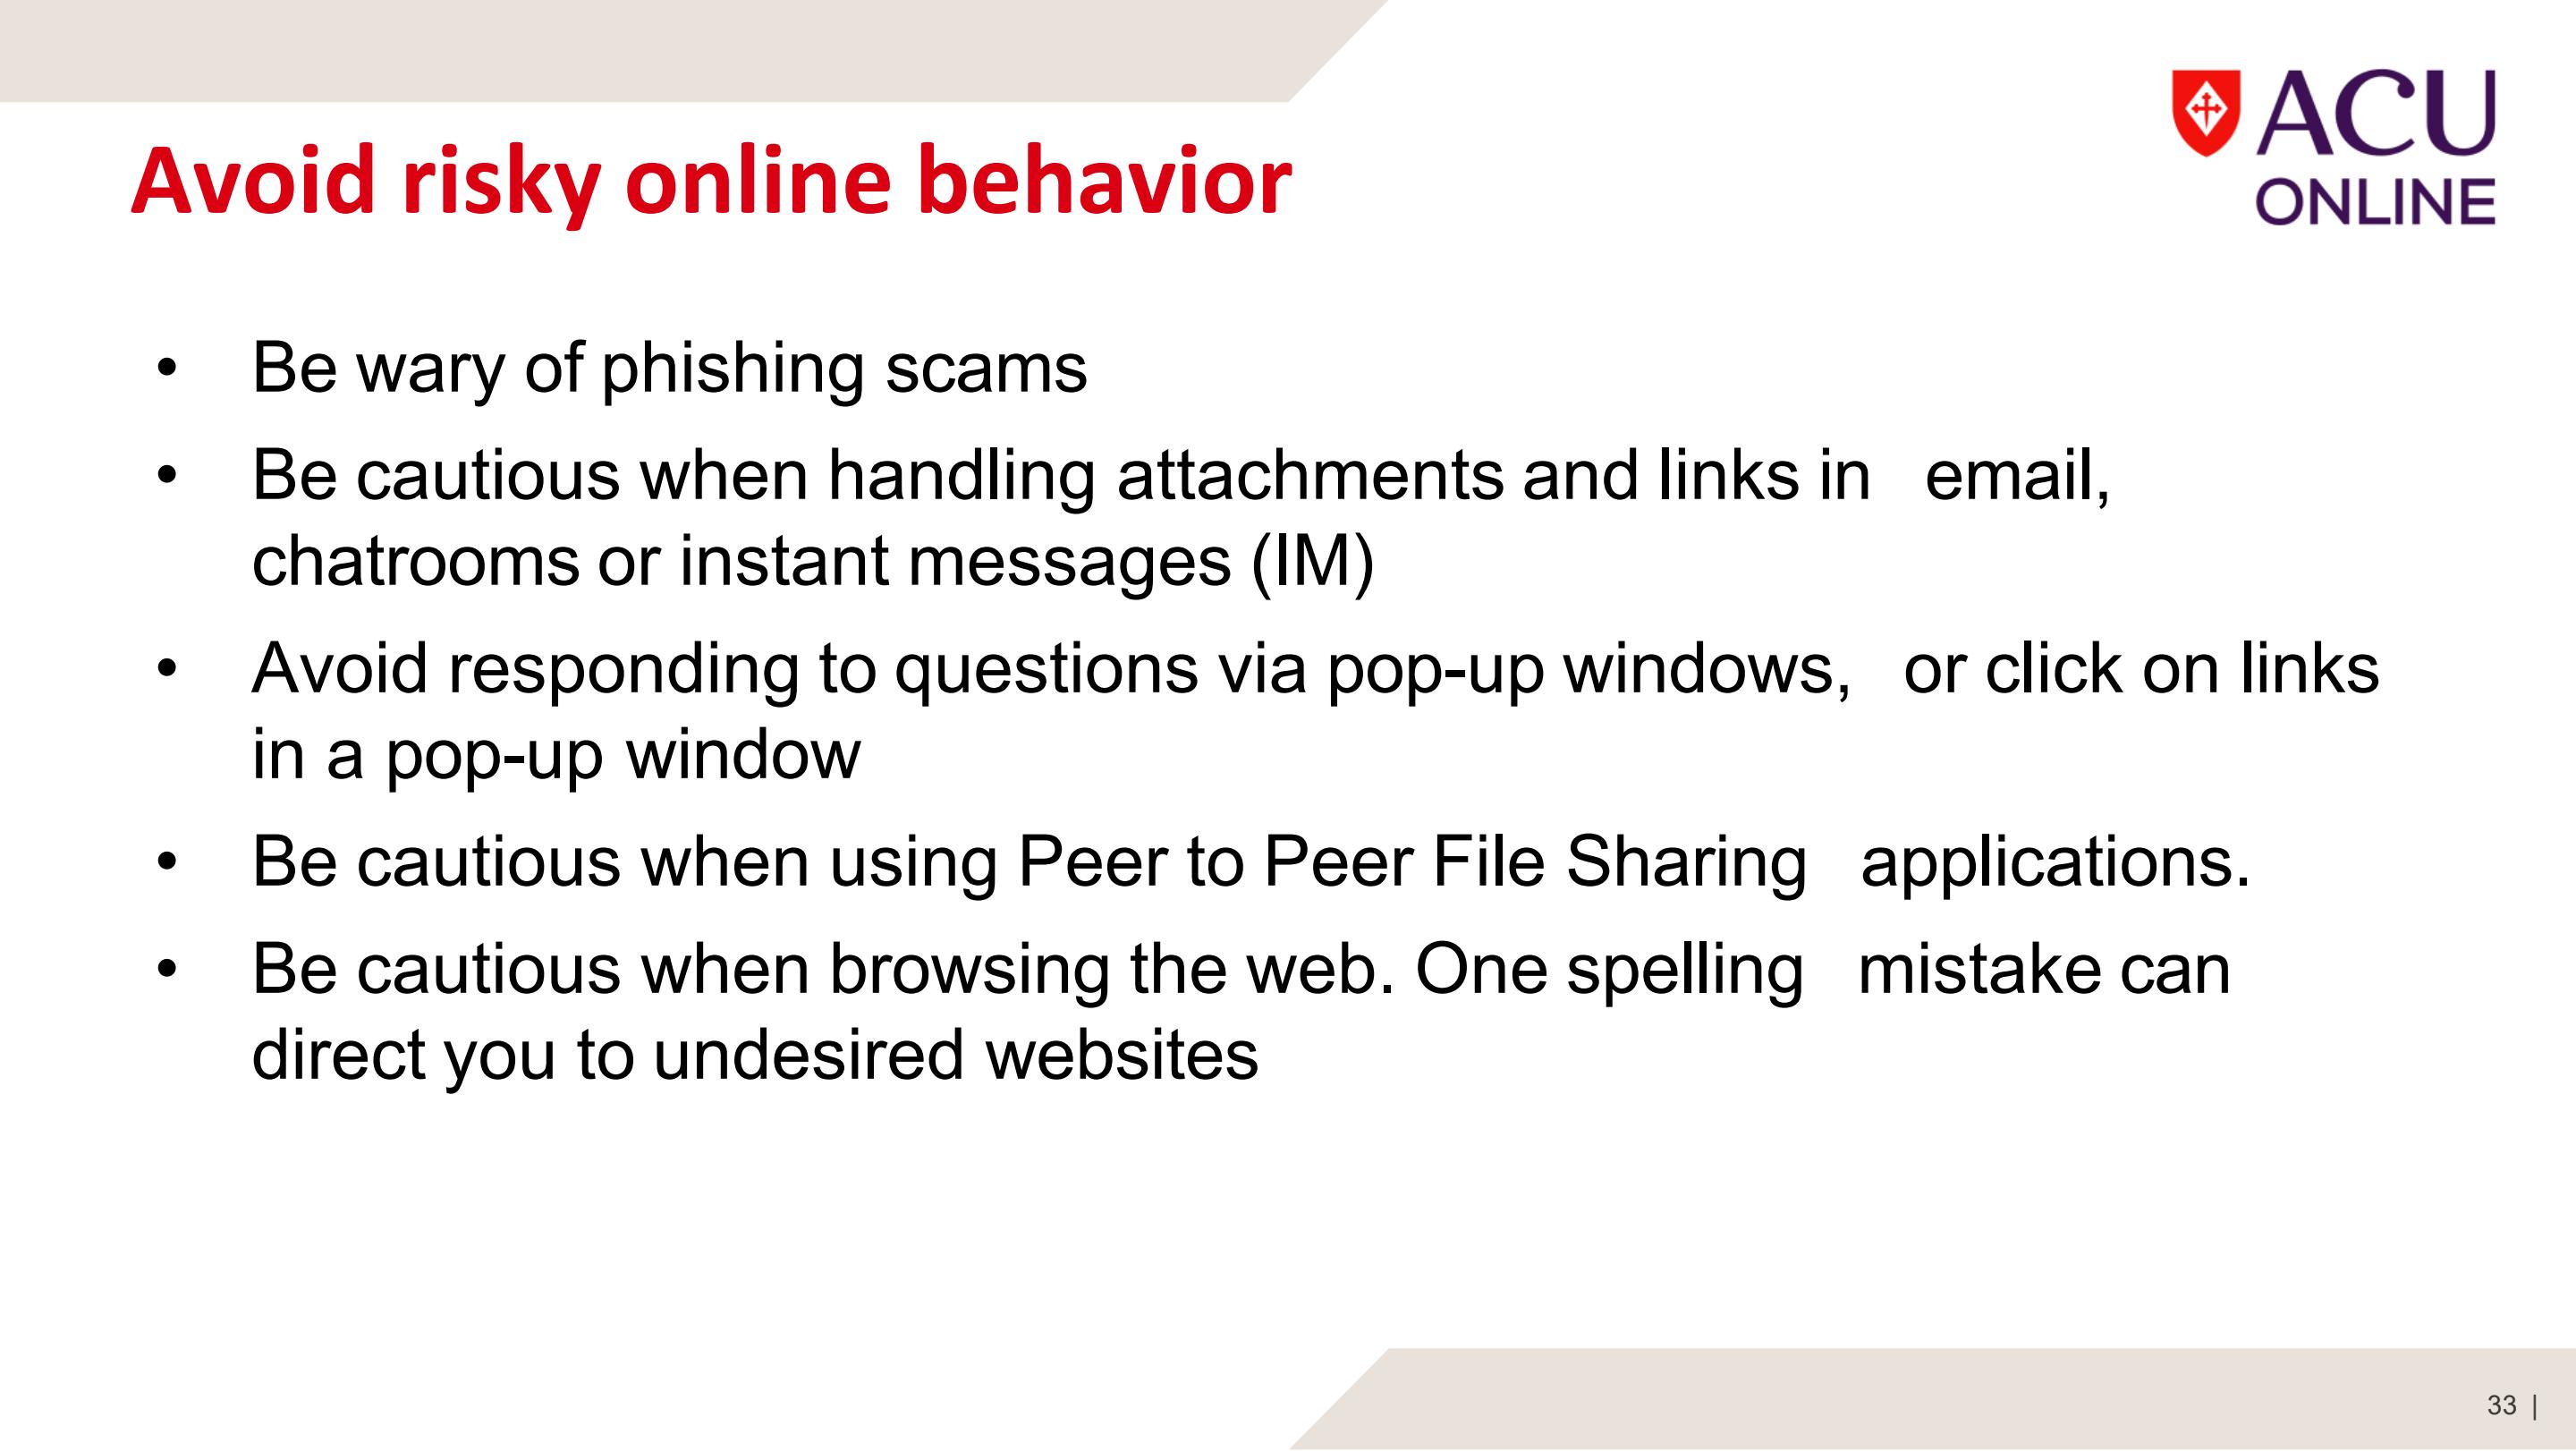 ACU
ONLINE
Avoid risky online behavior
• Be wary of phishing scams
• Be cautious when handling attachments and links in   email,
chatrooms or instant messages (IM)
• Avoid responding to questions via pop-up windows,   or click on links
in a pop-up window
• Be cautious when using Peer to Peer File Sharing   applications.
• Be cautious when browsing the web. One spelling   mistake can
direct you to undesired websites
33 |